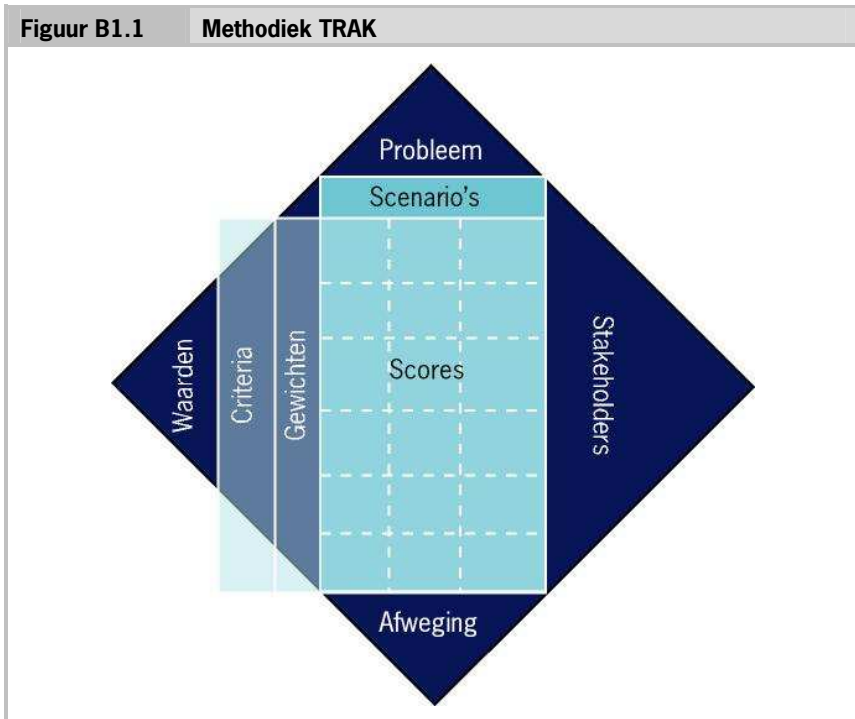 Figuur B1.1 Methodiek TRAK
Probleem
Scenario's
Waarden
Criteria
Gewichten
Scores
Stakeholders
Afweging